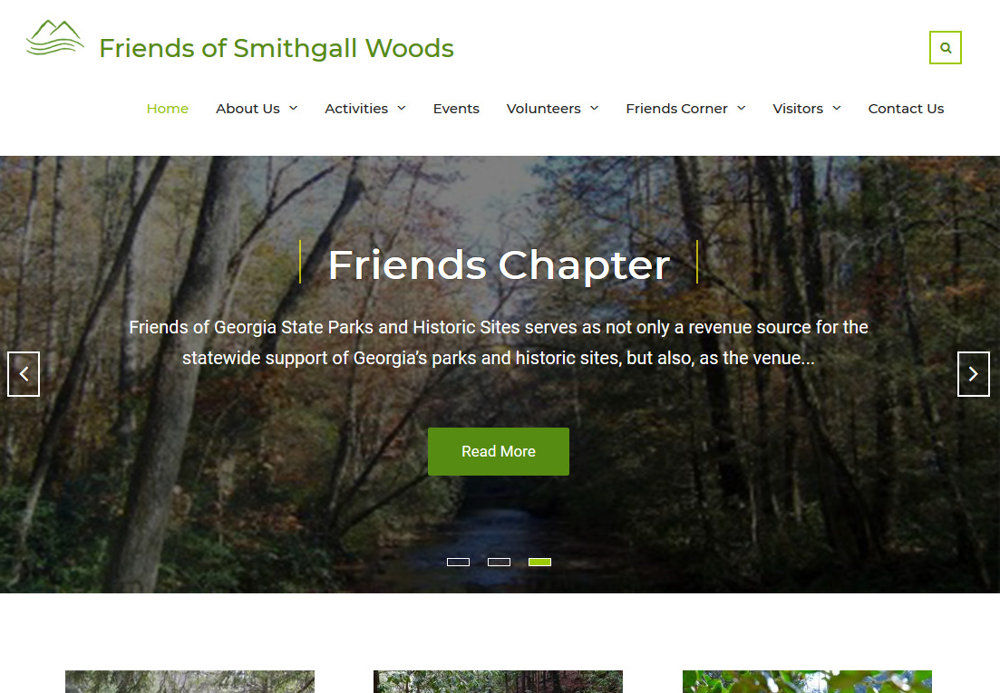 Friends of Smithgall Woods
Home About Us Activities Events Volunteers Friends Corner Visitors Contact Us
Friends Chapter
Friends of Georgia State Parks and Historic Sites serves as not only a revenue source for the
statewide support of Georgia’s parks and historic sites, but also, as the venue...
Read More